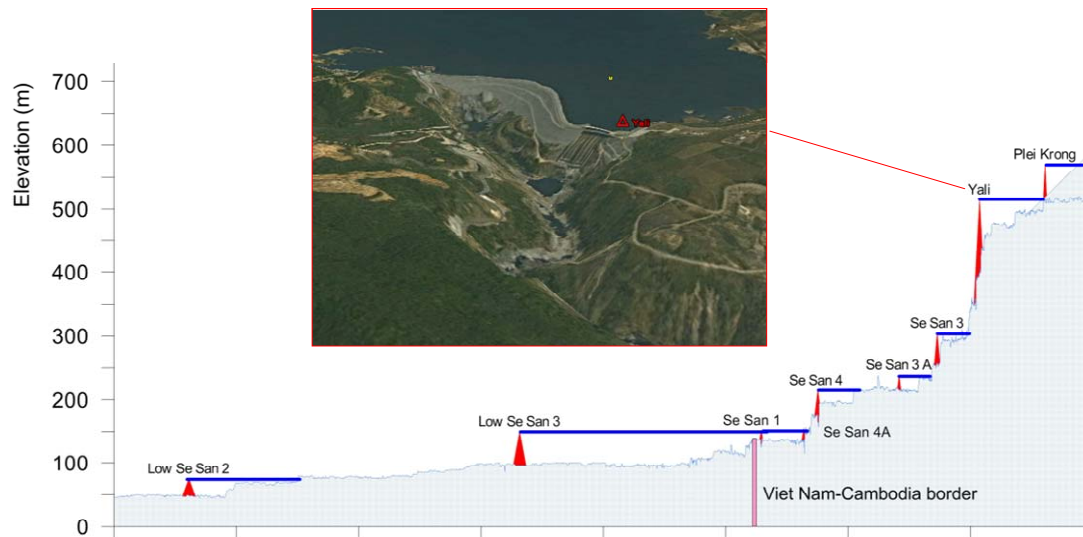 Elevation (m)
700
600
500
400
300
200
100
0
Yali
Plei Krong
Yali
Se San 3
Se San 3 A
Se San 4
Se San 1
Se San 4A
Low Se San 3
Low Se San 2
Viet Nam-Cambodia border